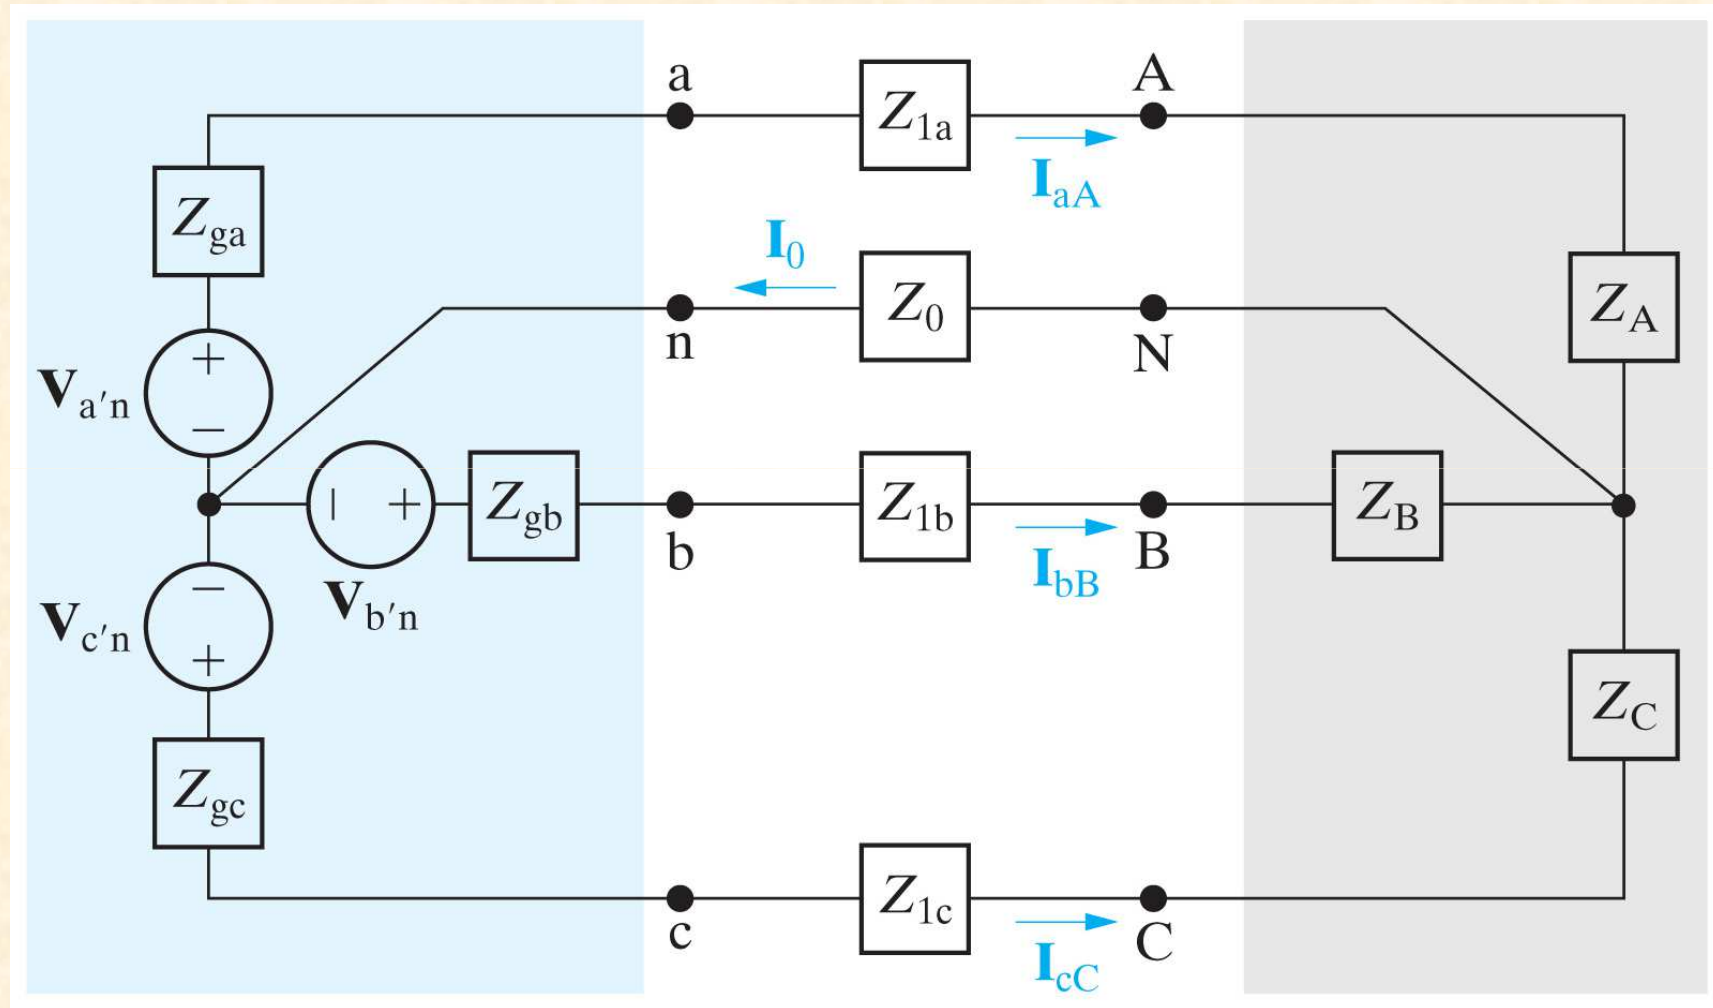 a
Z1a
A
IaA
Zga
I0
Z0
n
N
ZA
+
−
Va′n
− +
Vb′n
Zgb
b
Z1b
B
IbB
ZB
−
+
Vc′n
ZC
Zgc
c
Z1c
C
IcC